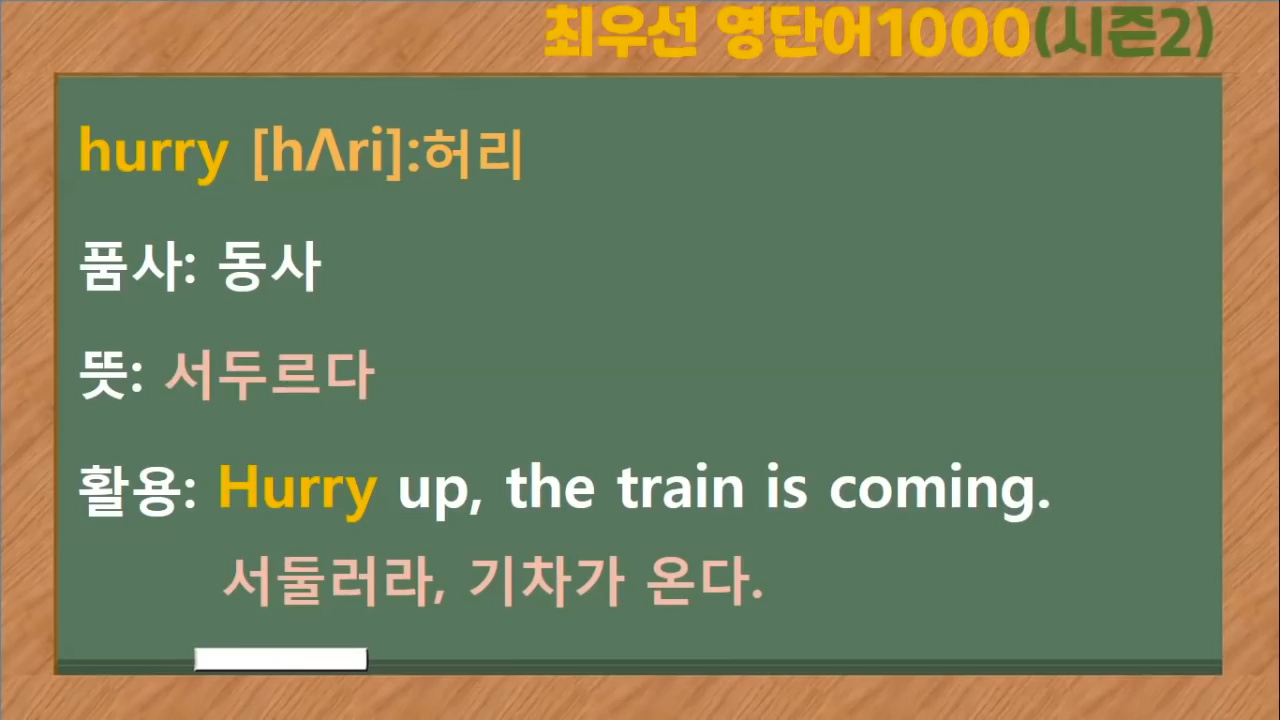 최우선 영단어1000(시즌2)
hurry [hΛri]:허리
품사: 동사
뜻: 서두르다
활용: Hurry up, the train is coming.
서둘러라, 기차가 온다.